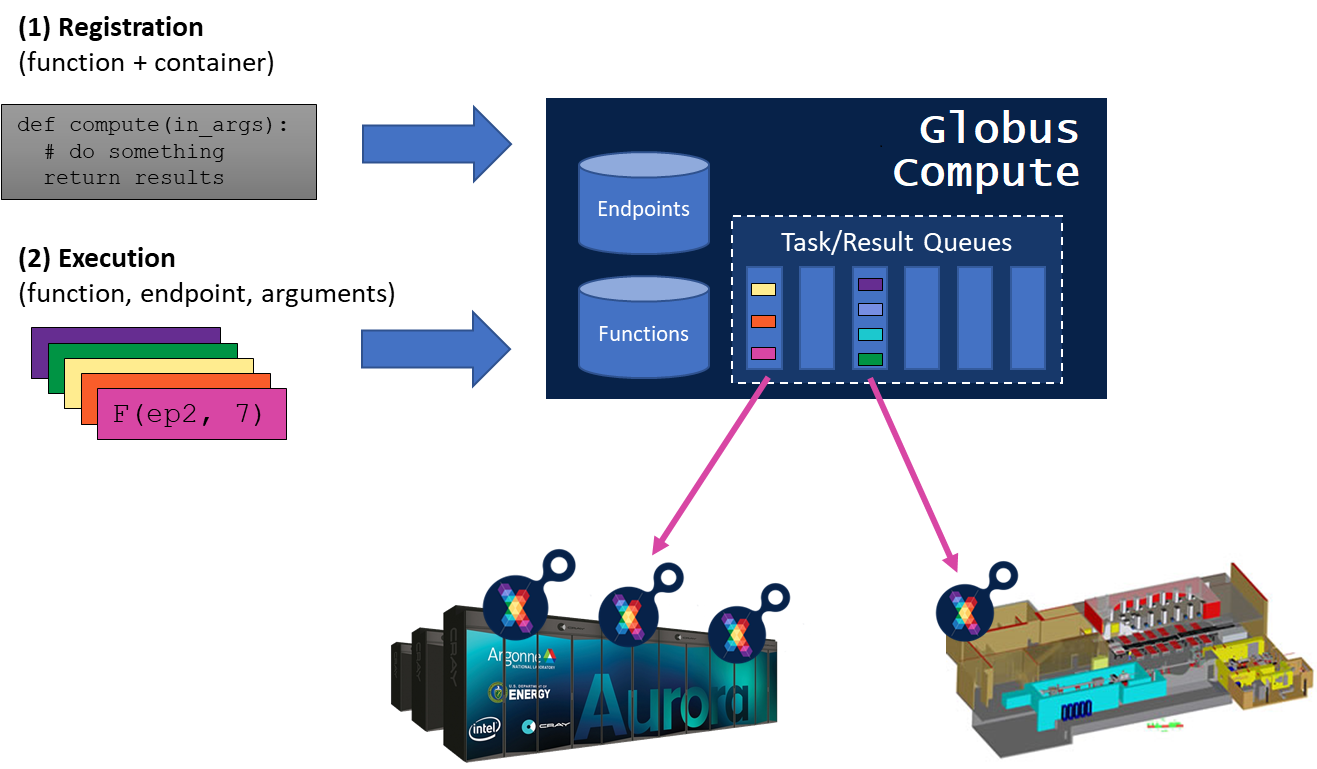 (1) Registration
(function + container)
def compute(in_args):
# do something
return results
(2) Execution
(function, endpoint, arguments)
F(ep2, 7)
Globus
Compute
Endpoints
Functions
Task/Result Queues
Argonne
NATIONAL LABORATORY
U.S. DEPARTMENT OF
ENERGY
intel
CRAY
Aurora
CRAY